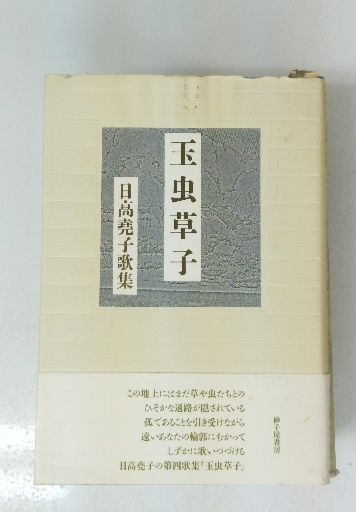 玉虫草子
日高堯子歌集
この地上にはまだ草や虫たちとの
ひそかな通路が隠されている
孤であることを引き受けながら
遠いあなたの輪郭にむかって
しずかに歌いつづける
日高堯子の第四歌集「玉虫草子」
砂子屋書房